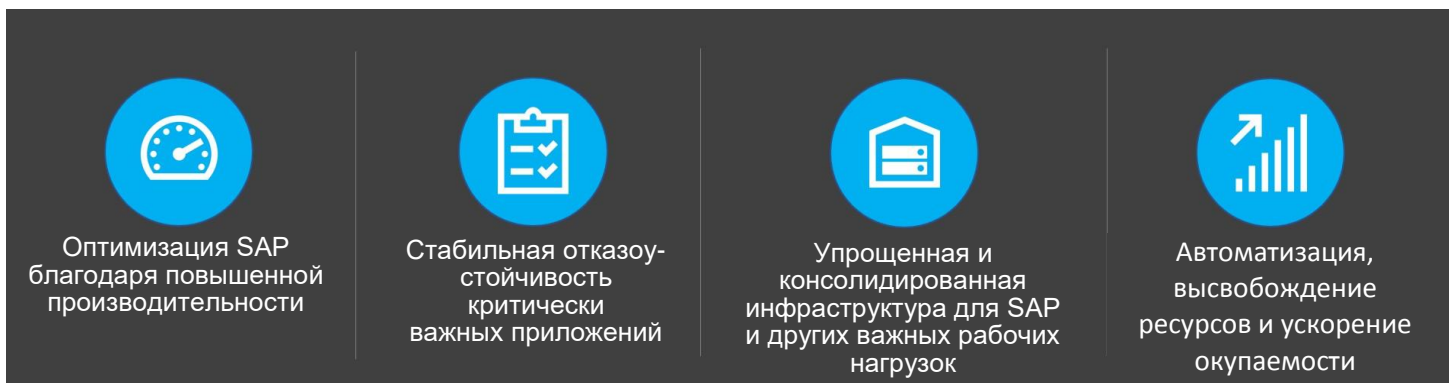 Оптимизация SAP
благодаря повышенной
производительности
Стабильная отказоу-
стойчивость
критически
важных приложений
Упрощенная и
консолидированная
инфраструктура для SAP
и других важных рабочих
нагрузок
Автоматизация,
высвобождение
ресурсов и ускорение
окупаемости